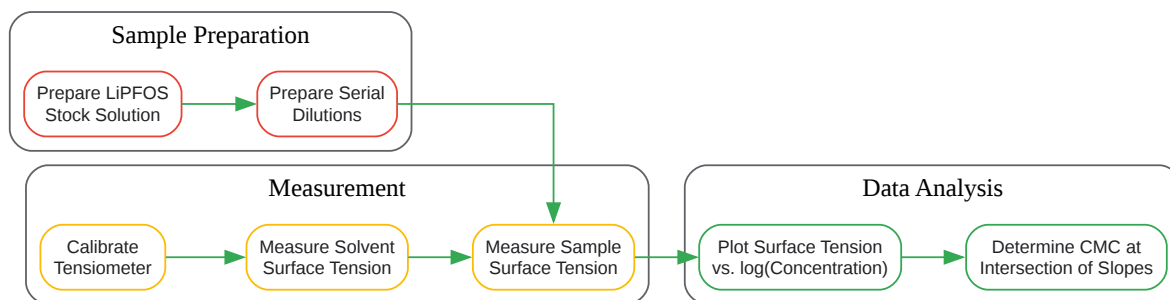 Sample Preparation
Prepare LiPFOS
Stock Solution
Prepare Serial
Dilutions
Measurement
Calibrate
Tensiometer
Measure Solvent
Surface Tension
Measure Sample
Surface Tension
Data Analysis
Plot Surface Tension
vs. log(Concentration)
Determine CMC at
Intersection of Slopes